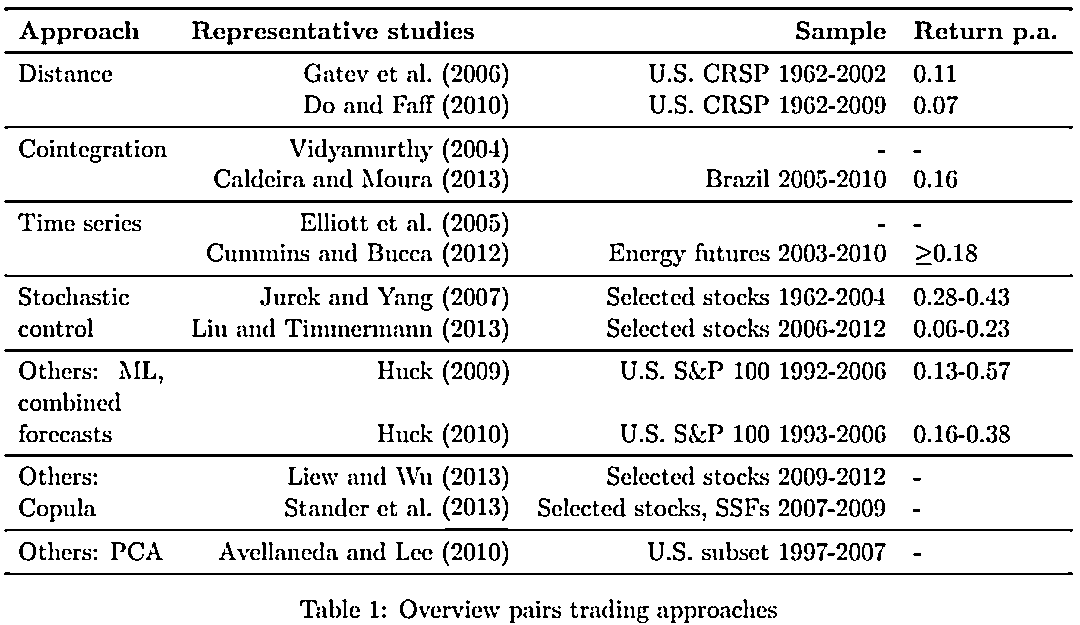 Approach Representative studies Sample Return p.a.
Distance Gatev et al. (2006) U.S. CRSP 1962-2002 0.11
Do and Faff (2010) U.S. CRSP 1962-2009 0.07
Cointegration Vidyamurthy (2004) - -
Caldeira and Moura (2013) Brazil 2005-2010 0.16
Time series Elliott et al. (2005) - -
Cummins and Bucca (2012) Energy futures 2003-2010 ≥0.18
Stochastic Jurek and Yang (2007) Selected stocks 1962-2004 0.28-0.43
control Liu and Timmermann (2013) Selected stocks 2006-2012 0.06-0.23
Others: ML, Huck (2009) U.S. S&P 100 1992-2006 0.13-0.57
combined
forecasts Huck (2010) U.S. S&P 100 1993-2006 0.16-0.38
Others: Liew and Wu (2013) Selected stocks 2009-2012 -
Copula Stander et al. (2013) Selected stocks, SSFs 2007-2009 -
Others: PCA Avellaneda and Lee (2010) U.S. subset 1997-2007 -
Table 1: Overview pairs trading approaches